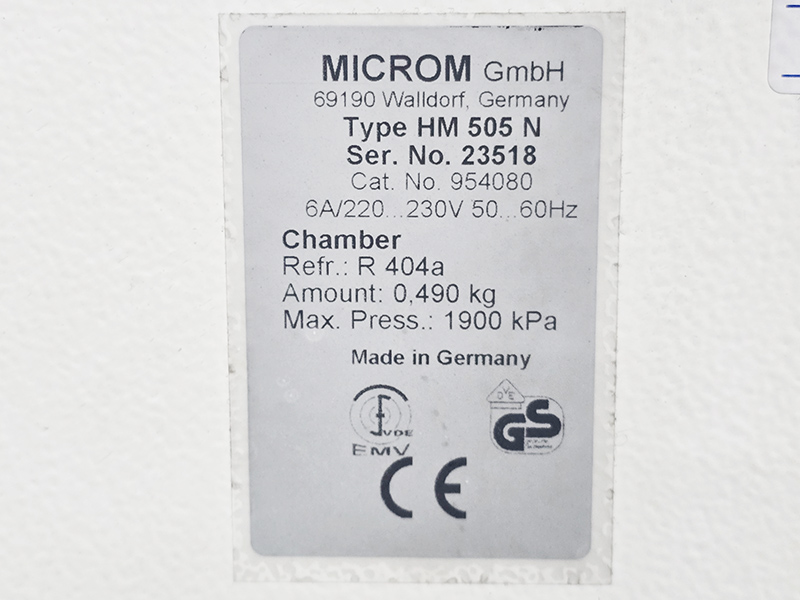 MICROM GmbH
69190 Walldorf, Germany
Type HM 505 N
Ser. No. 23518
Cat. No. 954080
6A/220...230V 50...60Hz
Chamber
Refr.: R 404a
Amount: 0,490 kg
Max. Press.: 1900 kPa
Made in Germany
DVE
VDE
GS
EMV
CE